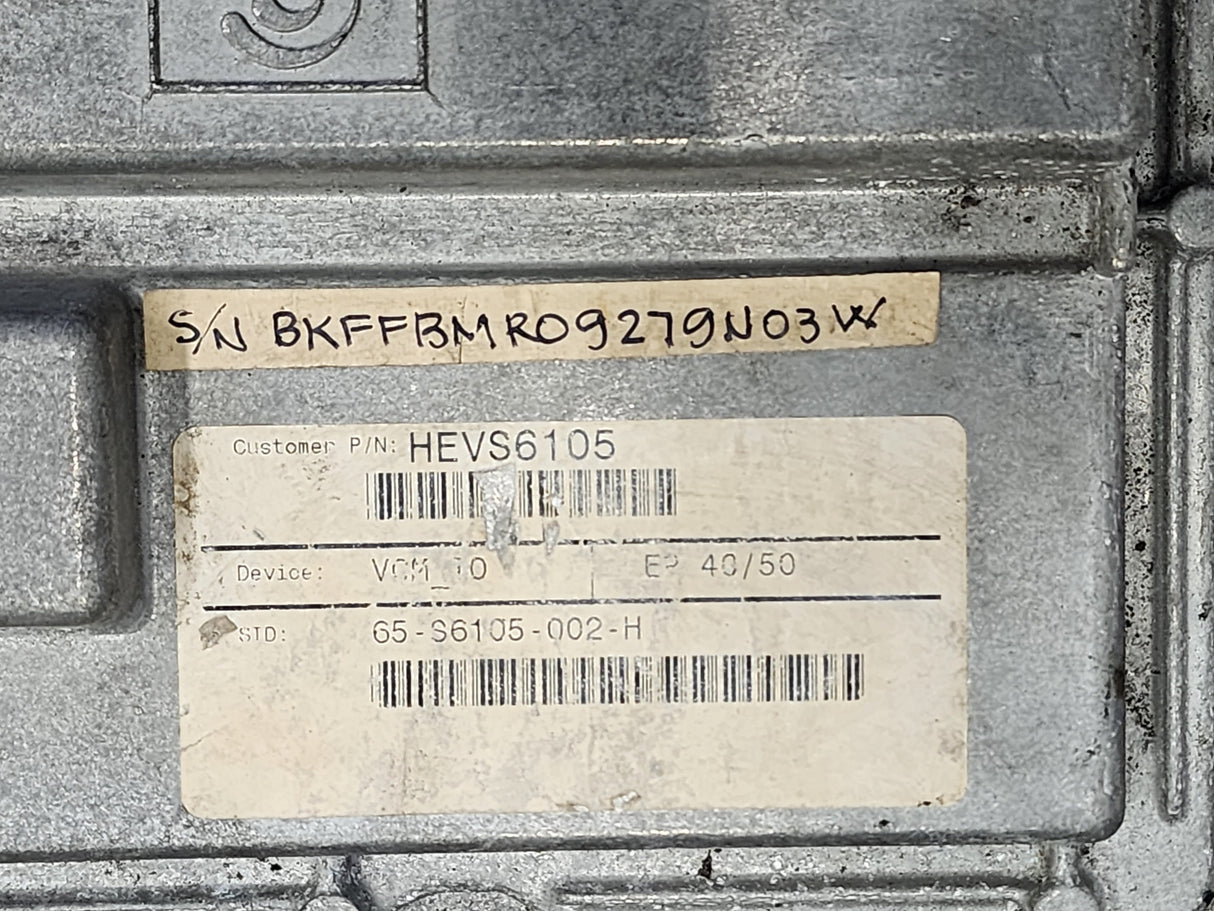 S/N BKFFBMR09279N03W
Customer P/N: HEVS6105
Device: VCM_10 EP 40/50
STD: 65-S6105-002-H